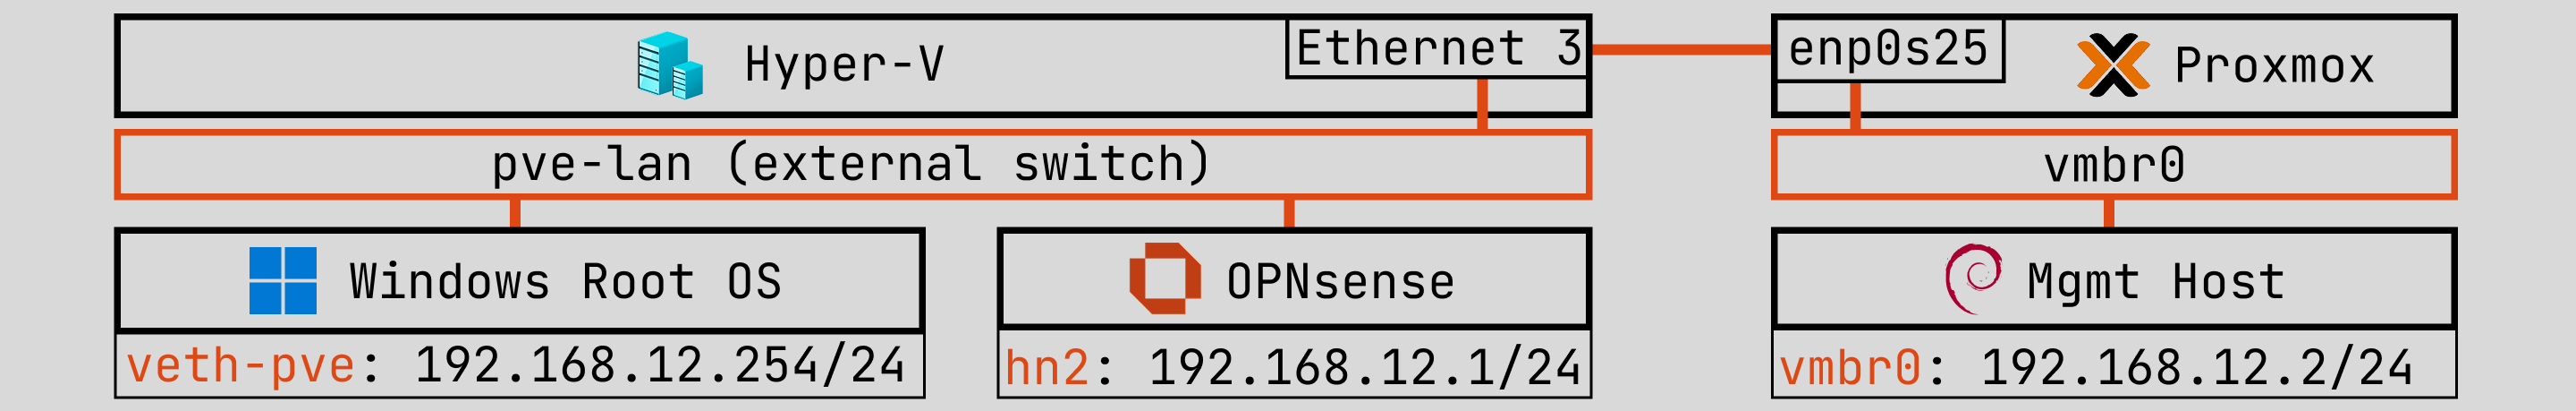 Hyper-V
Ethernet 3
enp0s25
Proxmox
pve-lan (external switch)
vmbr0
Windows Root OS
OPNsense
Mgmt Host
veth-pve: 192.168.12.254/24
hn2: 192.168.12.1/24
vmbr0: 192.168.12.2/24